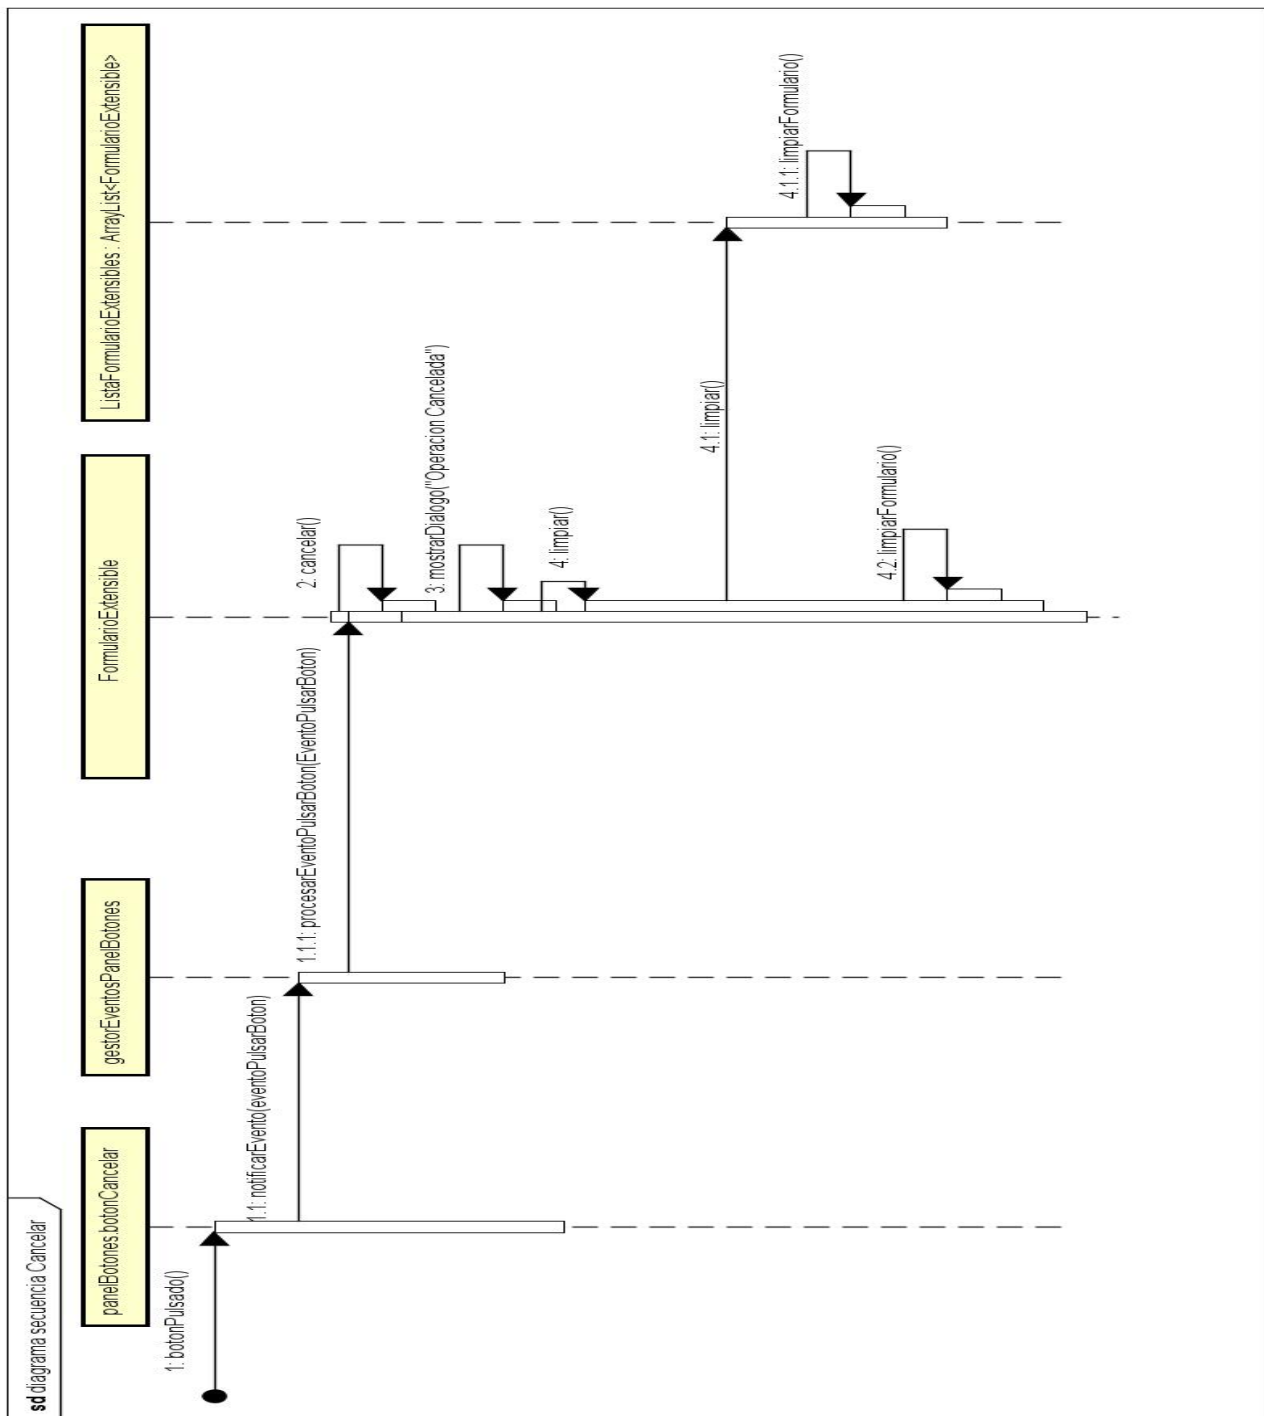 sd diagrama secuencia Cancelar
panelBotones.botonCancelar
gestorEventosPanelBotones
FormularioExtensible
ListaFormularioExtensibles : ArrayList<FormularioExtensible>
1: botonPulsado()
1.1: notificarEvento(eventoPulsarBoton)
1.1.1: procesarEventoPulsarBoton(EventoPulsarBoton)
2: cancelar()
3: mostrarDialogo("Operacion Cancelada")
4: limpiar()
4.1: limpiar()
4.1.1: limpiarFormulario()
4.2: limpiarFormulario()